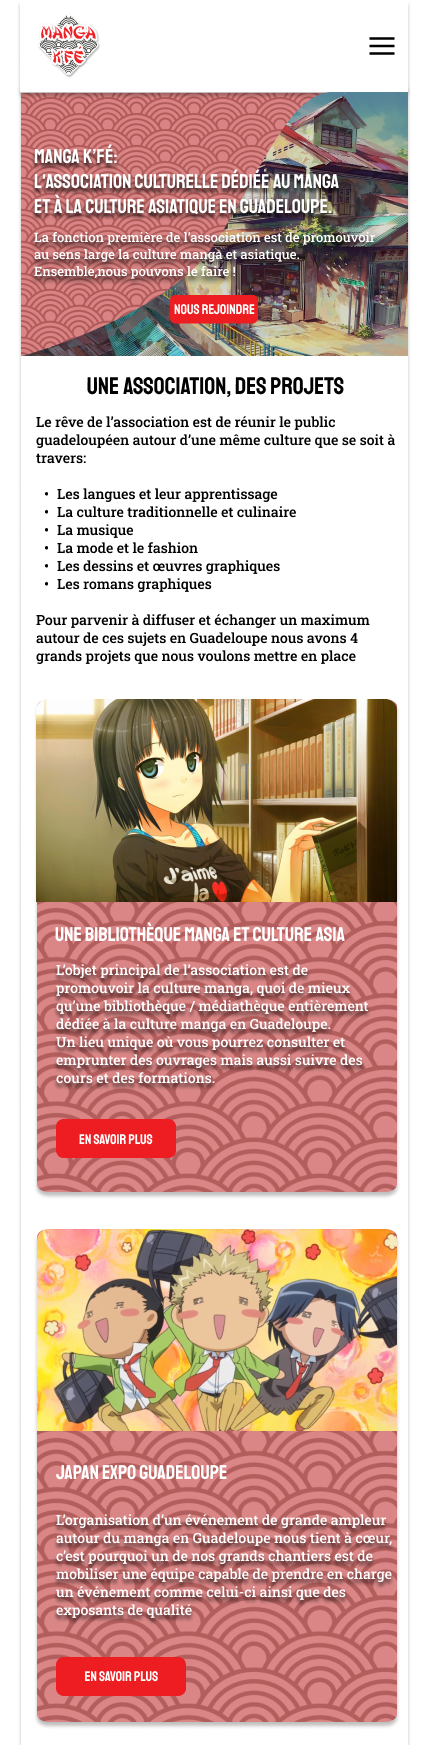 MANGA
K'FE
MANGA K'FÉ:
L'ASSOCIATION CULTURELLE DÉDIÉE AU MANGA
ET À LA CULTURE ASIATIQUE EN GUADELOUPE.
La fonction première de l'association est de promouvoir
au sens large la culture manga et asiatique.
Ensemble,nous pouvons le faire !
NOUS REJOINDRE
UNE ASSOCIATION, DES PROJETS
Le rêve de l'association est de réunir le public
guadeloupéen autour d'une même culture que se soit à
travers:
• Les langues et leur apprentissage
• La culture traditionnelle et culinaire
• La musique
• La mode et le fashion
• Les dessins et œuvres graphiques
• Les romans graphiques
Pour parvenir à diffuser et échanger un maximum
autour de ces sujets en Guadeloupe nous avons 4
grands projets que nous voulons mettre en place
J'aime
la
UNE BIBLIOTHÈQUE MANGA ET CULTURE ASIA
L'objet principal de l'association est de
promouvoir la culture manga, quoi de mieux
qu'une bibliothèque / médiathèque entièrement
dédiée à la culture manga en Guadeloupe.
Un lieu unique où vous pourrez consulter et
emprunter des ouvrages mais aussi suivre des
cours et des formations.
EN SAVOIR PLUS
JAPAN EXPO GUADELOUPE
L'organisation d'un événement de grande ampleur
autour du manga en Guadeloupe nous tient à cœur,
c'est pourquoi un de nos grands chantiers est de
mobiliser une équipe capable de prendre en charge
un événement comme celui-ci ainsi que des
exposants de qualité
EN SAVOIR PLUS